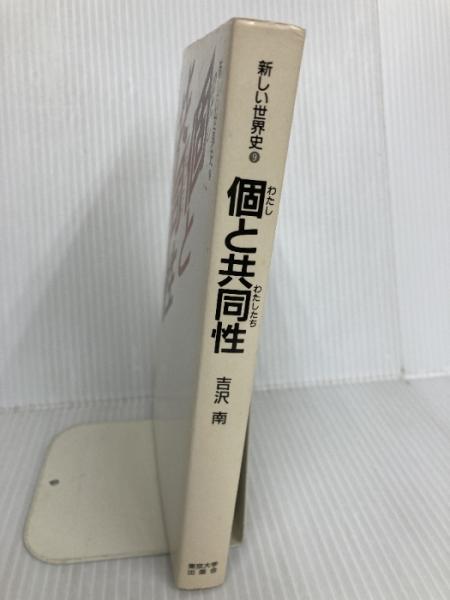 新しい世界史❾
わたし わたしたち
個と共同性
吉沢 南
東京大学
出版会